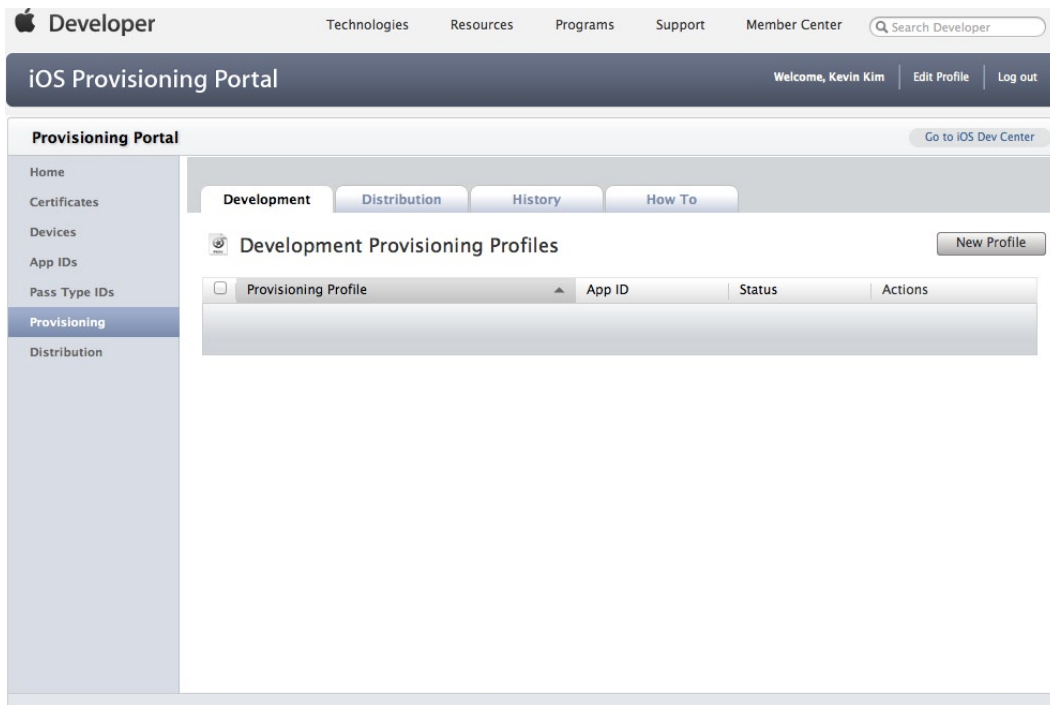 Developer
Technologies Resources Programs Support Member Center Search Developer
iOS Provisioning Portal
Welcome, Kevin Kim Edit Profile Log out
Provisioning Portal
Go to iOS Dev Center
Home
Certificates
Devices
App IDs
Pass Type IDs
Provisioning
Distribution
Development Distribution History How To
Development Provisioning Profiles
New Profile
Provisioning Profile App ID Status Actions